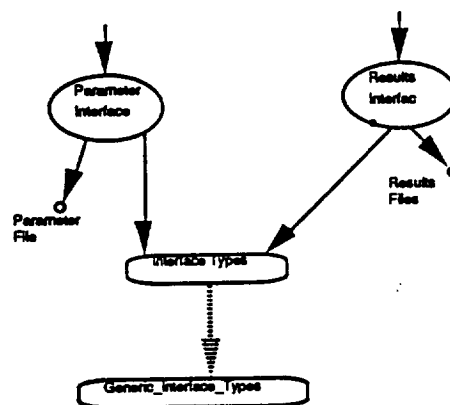 Parameter
Interface
Results
Interfac
Parameter
File
Results
Files
Interface Types
Generic_Interface_Types